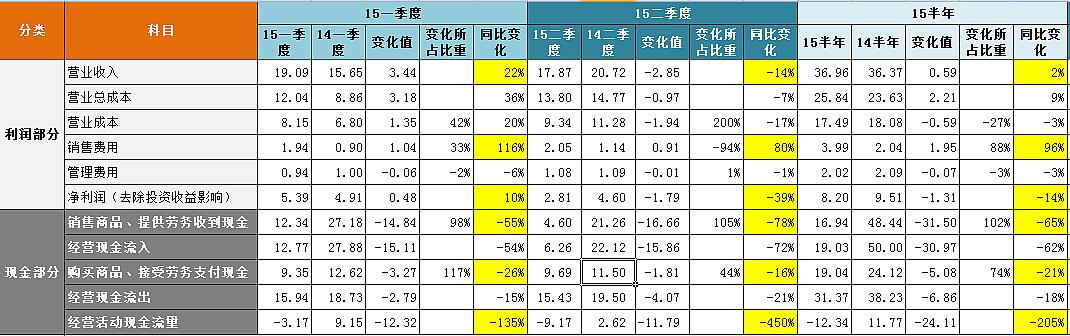 分类 科目 15一季度 15二季度 15半年
15一季度 14一季度 变化值 变化所占比重 同比变化 15二季度 14二季度 变化值 变化所占比重 同比变化 15半年 14半年 变化值 变化所占比重 同比变化
利润部分
营业收入 19.09 15.65 3.44 22% 17.87 20.72 -2.85 -14% 36.96 36.37 0.59 2%
营业总成本 12.04 8.86 3.18 36% 13.80 14.77 -0.97 -7% 25.84 23.63 2.21 9%
营业成本 8.15 6.80 1.35 42% 20% 9.34 11.28 -1.94 200% -17% 17.49 18.08 -0.59 -27% -3%
销售费用 1.94 0.90 1.04 33% 116% 2.05 1.14 0.91 -94% 80% 3.99 2.04 1.95 88% 96%
管理费用 0.94 1.00 -0.06 -2% -6% 1.08 1.09 -0.01 1% -1% 2.02 2.09 -0.07 -3% -3%
净利润（去除投资收益影响） 5.39 4.91 0.48 10% 2.81 4.60 -1.79 -39% 8.20 9.51 -1.31 -14%
现金部分
销售商品、提供劳务收到现金 12.34 27.18 -14.84 98% -55% 4.60 21.26 -16.66 105% -78% 16.94 48.44 -31.50 102% -65%
经营现金流入 12.77 27.88 -15.11 -54% 6.26 22.12 -15.86 -72% 19.03 50.00 -30.97 -62%
购买商品、接受劳务支付现金 9.35 12.62 -3.27 117% -26% 9.69 11.50 -1.81 44% -16% 19.04 24.12 -5.08 74% -21%
经营现金流出 15.94 18.73 -2.79 -15% 15.43 19.50 -4.07 -21% 31.37 38.23 -6.86 -18%
经营活动现金流里 -3.17 9.15 -12.32 -135% -9.17 2.62 -11.79 -450% -12.34 11.77 -24.11 -205%